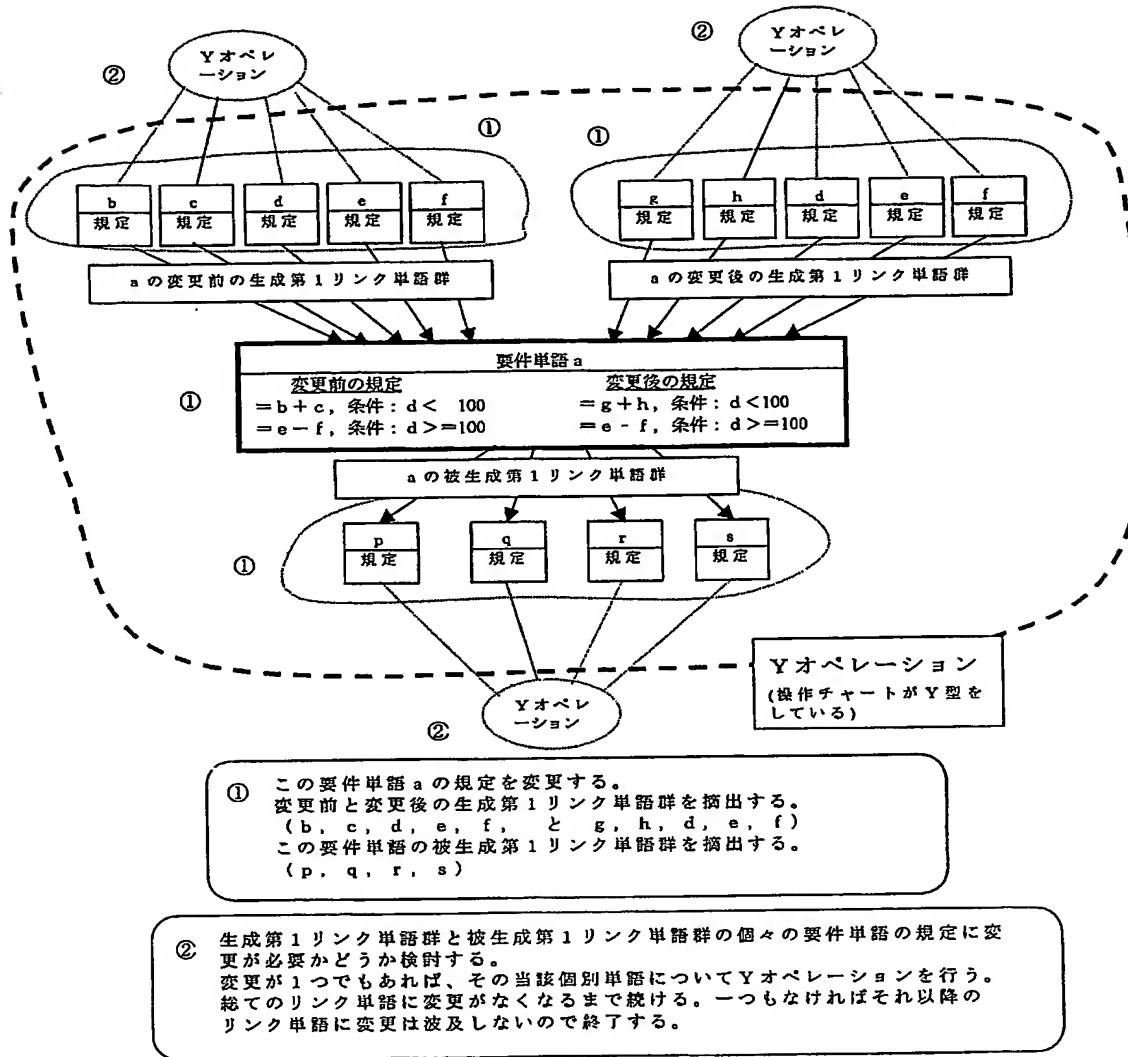 ② Yオペレ
ーション
② Yオペレ
ーション
①
b
規定
c
規定
d
規定
e
規定
f
規定
①
g
規定
h
規定
d
規定
e
規定
f
規定
aの変更前の生成第1リンク単語群
aの変更後の生成第1リンク単語群
①
要件単語a
変更前の規定
=b+c, 条件:d< 100
=e-f, 条件:d>=100
変更後の規定
=g+h, 条件:d<100
=e-f, 条件:d>=100
aの被生成第1リンク単語群
①
p
規定
q
規定
r
規定
s
規定
② Yオペレ
ーション
Yオペレーション
(操作チャートがY型を
している)
① この要件単語aの規定を変更する。
変更前と変更後の生成第1リンク単語群を摘出する。
(b, c, d, e, f, と g, h, d, e, f)
この要件単語の被生成第1リンク単語群を摘出する。
(p, q, r, s)
② 生成第1リンク単語群と被生成第1リンク単語群の個々の要件単語の規定に変
更が必要かどうか検討する。
変更が1つでもあれば、その当該個別単語についてYオペレーションを行う。
総てのリンク単語に変更がなくなるまで続ける。一つもなければそれ以降の
リンク単語に変更は波及しないので終了する。